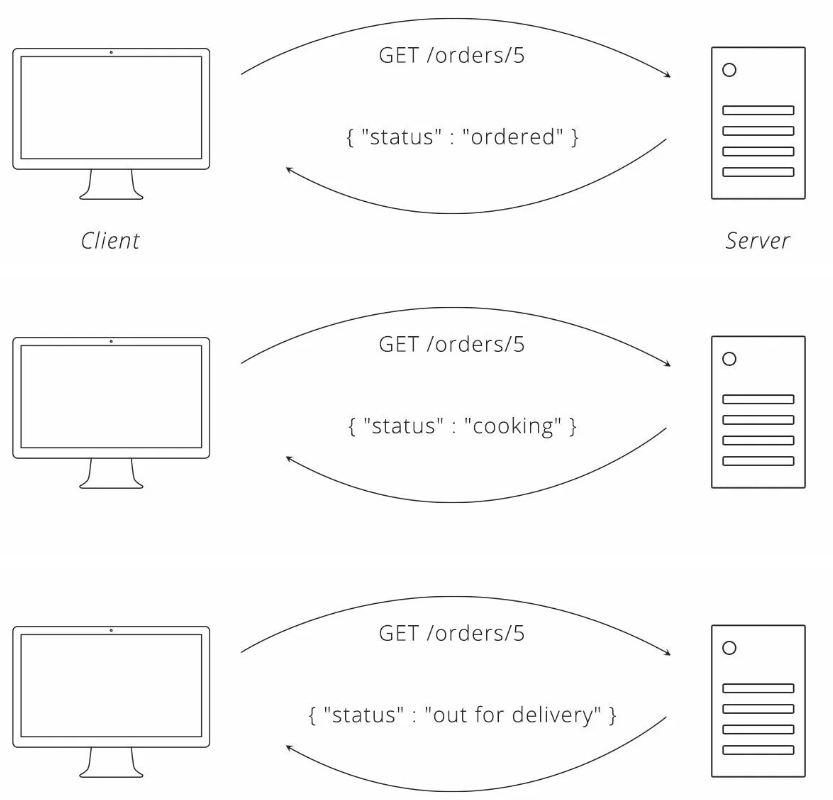 GET /orders/5
{ "status" : "ordered" }
Client
Server
GET /orders/5
{ "status" : "cooking" }
GET /orders/5
{ "status" : "out for delivery" }